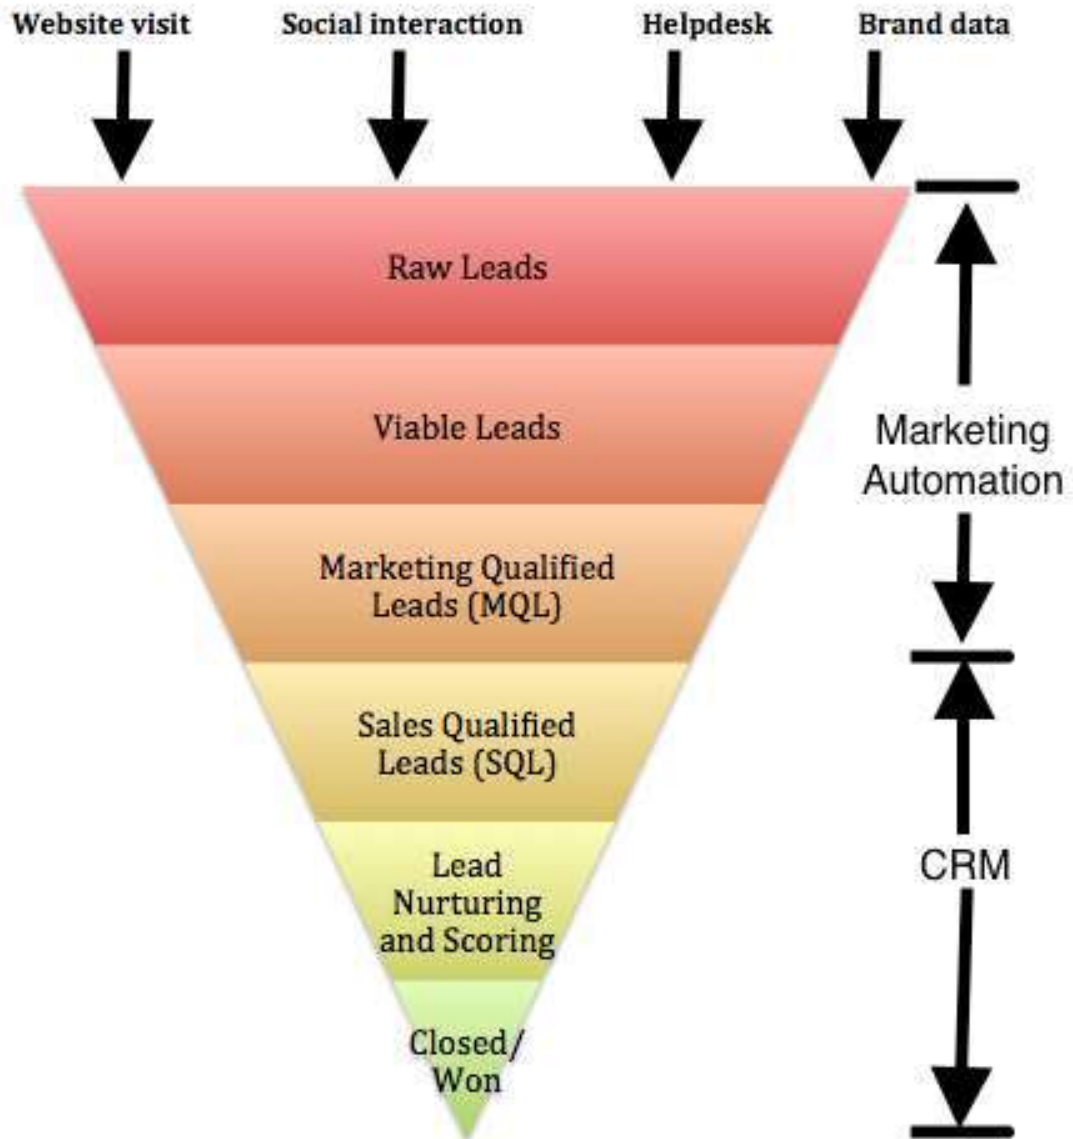 Website visit
Social interaction
Helpdesk
Brand data
Raw Leads
Viable Leads
Marketing
Automation
Marketing Qualified
Leads (MQL)
Sales Qualified
Leads (SQL)
Lead
Nurturing
and Scoring
CRM
Closed/
Won